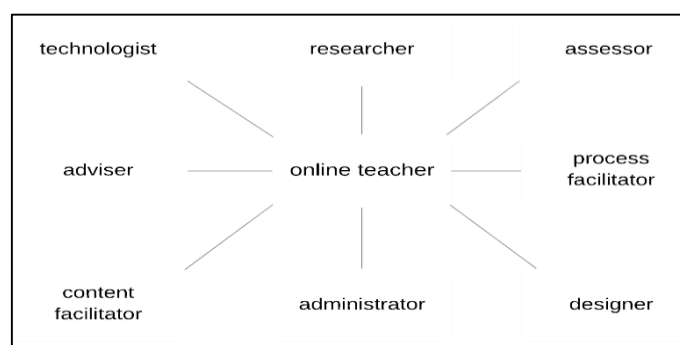 technologist
researcher
assessor
adviser
online teacher
process
facilitator
content
facilitator
administrator
designer